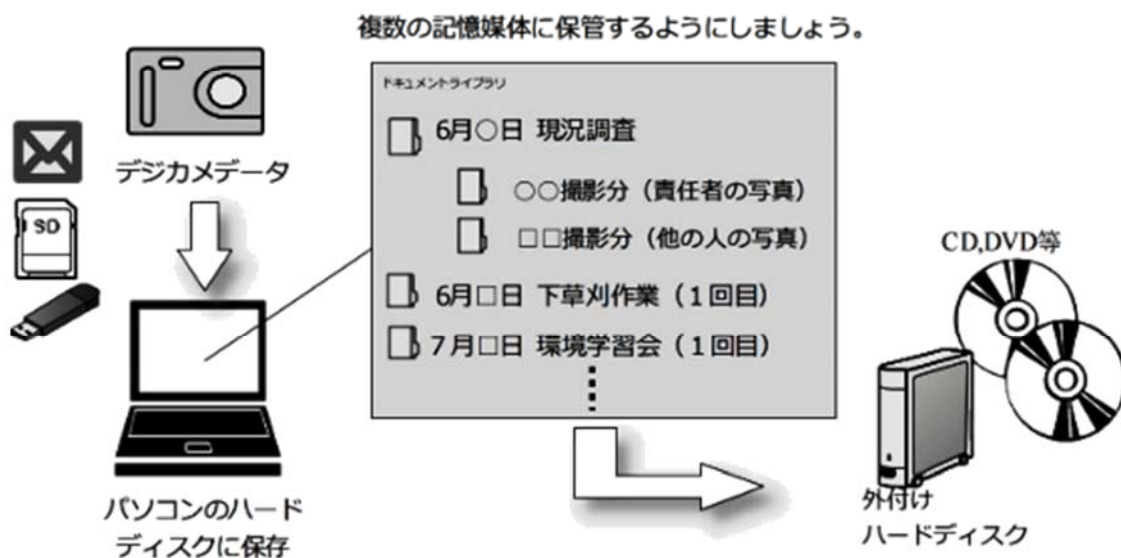 複数の記憶媒体に保管するようにしましょう。
デジカメデータ
SD
パソコンのハード
ディスクに保存
ドキュメントライブラリ
6月○日 現況調査
○○撮影分（責任者の写真）
□□撮影分（他の人の写真）
6月□日 下草刈作業（１回目）
７月□日 環境学習会（１回目）
CD,DVD等
外付け
ハードディスク